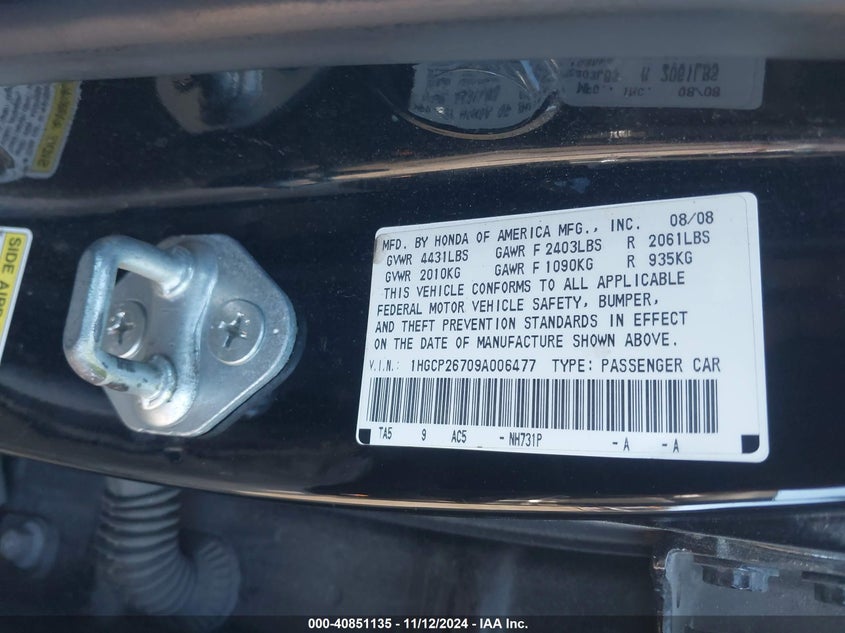 MFD. BY HONDA OF AMERICA MFG., INC. 08/08
GVWR 4431LBS GAWR F 2403LBS R 2061LBS
GVWR 2010KG GAWR F 1090KG R 935KG
THIS VEHICLE CONFORMS TO ALL APPLICABLE
FEDERAL MOTOR VEHICLE SAFETY, BUMPER,
AND THEFT PREVENTION STANDARDS IN EFFECT
ON THE DATE OF MANUFACTURE SHOWN ABOVE.
V.I.N.: 1HGCP26709A006477 TYPE: PASSENGER CAR
TA5 9 AC5 _ - NH731P -A -A
SIDE AIRB
000-40851135 - 11/12/2024 - IAA Inc.